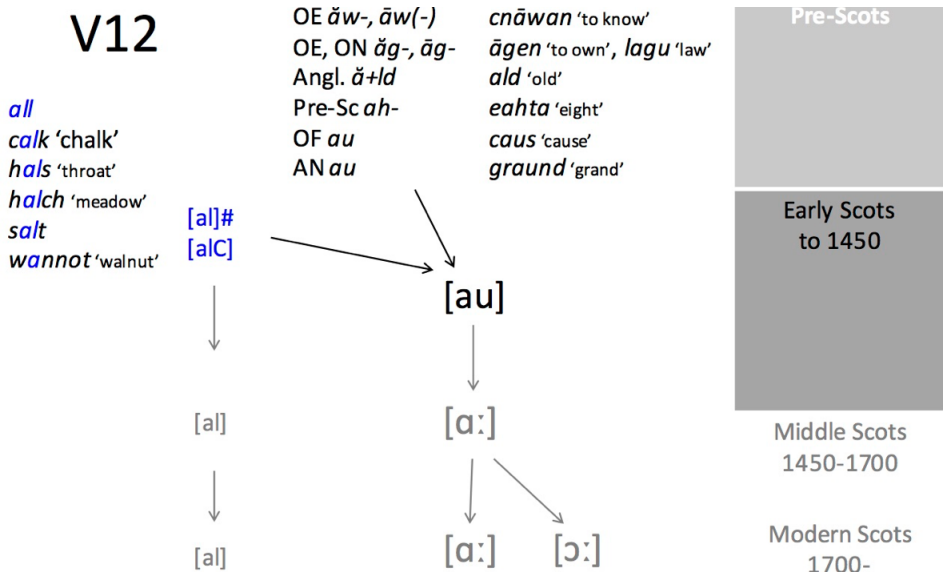 V12
OE ăw-, āw(-) cnāwan ‘to know’
OE, ON ăg-, āg- āgen ‘to own’, lagu ‘law’
Angl. ă+ld ald ‘old’
Pre-Sc ah- eahta ‘eight’
OF au caus ‘cause’
AN au graund ‘grand’
all
calk ‘chalk’
hals ‘throat’
halch ‘meadow’
salt
wannot ‘walnut’
[al]#
[alC]
[au]
[al]
[ɑː]
[al]
[ɑː]
[ɔː]
Pre-Scots
Early Scots
to 1450
Middle Scots
1450-1700
Modern Scots
1700-